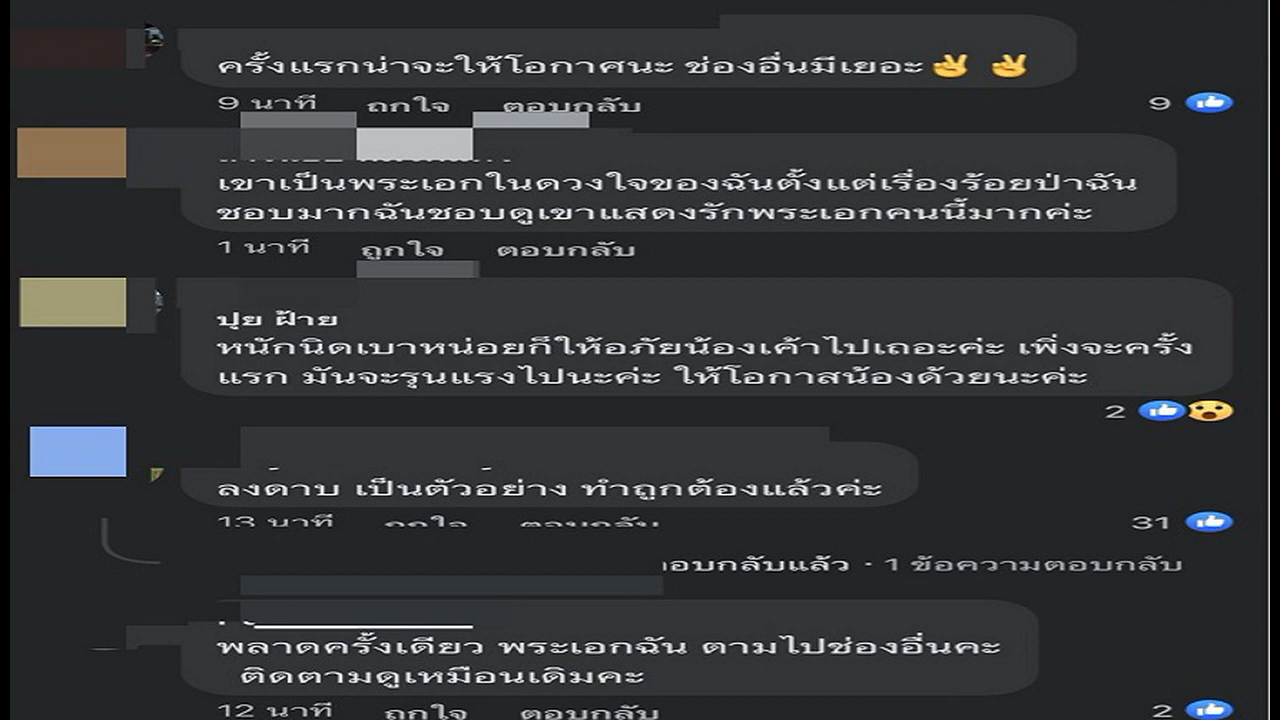 ครั้งแรกน่าจะให้โอกาศนะ ช่องอื่นมีเยอะ✌️ ✌️
9 นาที ถูกใจ ตอบกลับ 9
เขาเป็นพระเอกในดวงใจของฉันตั้งแต่เรื่องร้อยป่าฉัน
ชอบมากฉันชอบดูเขาแสดงรักพระเอกคนนี้มากค่ะ
1 นาที ถูกใจ ตอบกลับ
ปุย ฝ้าย
หนักนิดเบาหน่อยก็ให้อภัยน้องเค้าไปเถอะค่ะ เพิ่งจะครั้ง
แรก มันจะรุนแรงไปนะค่ะ ให้โอกาสน้องด้วยนะค่ะ
2
ลงดาบ เป็นตัวอย่าง ทำถูกต้องแล้วค่ะ
13 นาที ถูกใจ ตอบกลับ 31
ตอบกลับแล้ว · 1 ข้อความตอบกลับ
พลาดครั้งเดียว พระเอกฉัน ตามไปช่องอื่นคะ
ติดตามดูเหมือนเดิมคะ
12 นาที ถูกใจ ตอบกลับ 2